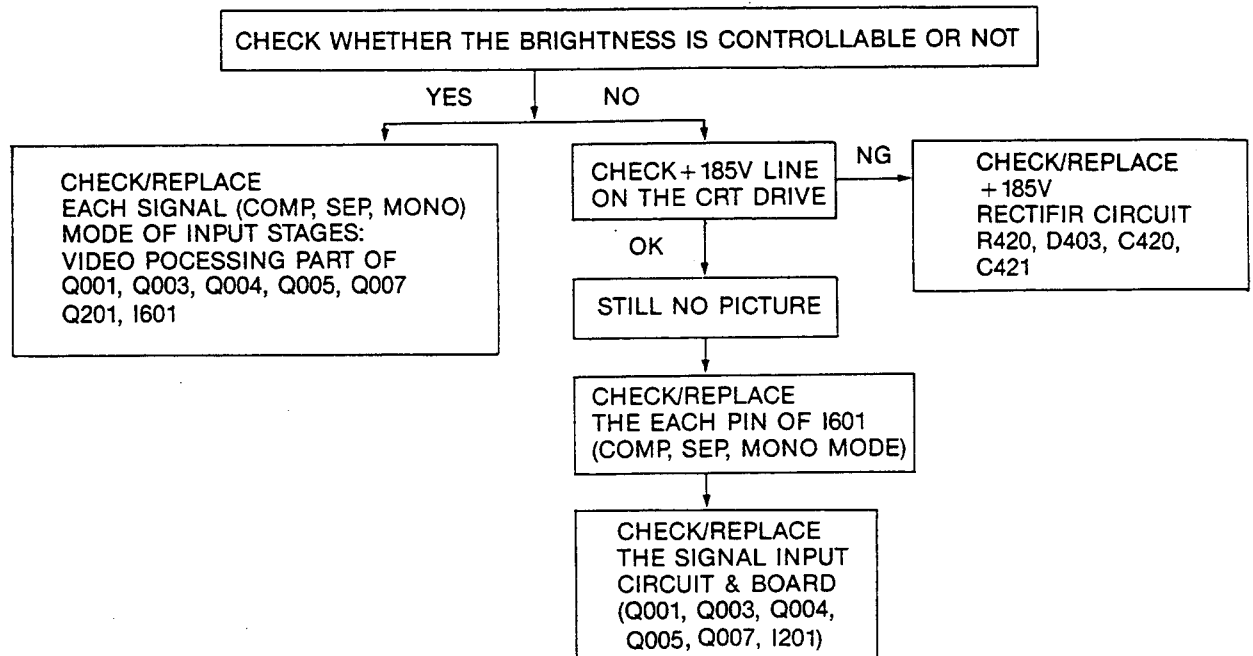 CHECK WHETHER THE BRIGHTNESS IS CONTROLLABLE OR NOT
YES
NO
CHECK/REPLACE
EACH SIGNAL (COMP, SEP, MONO)
MODE OF INPUT STAGES:
VIDEO POCESSING PART OF
Q001, Q003, Q004, Q005, Q007
Q201, I601
CHECK+185V LINE
ON THE CRT DRIVE
NG
CHECK/REPLACE
+185V
RECTIFIR CIRCUIT
R420, D403, C420,
C421
OK
STILL NO PICTURE
CHECK/REPLACE
THE EACH PIN OF I601
(COMP, SEP, MONO MODE)
CHECK/REPLACE
THE SIGNAL INPUT
CIRCUIT & BOARD
(Q001, Q003, Q004,
Q005, Q007, I201)